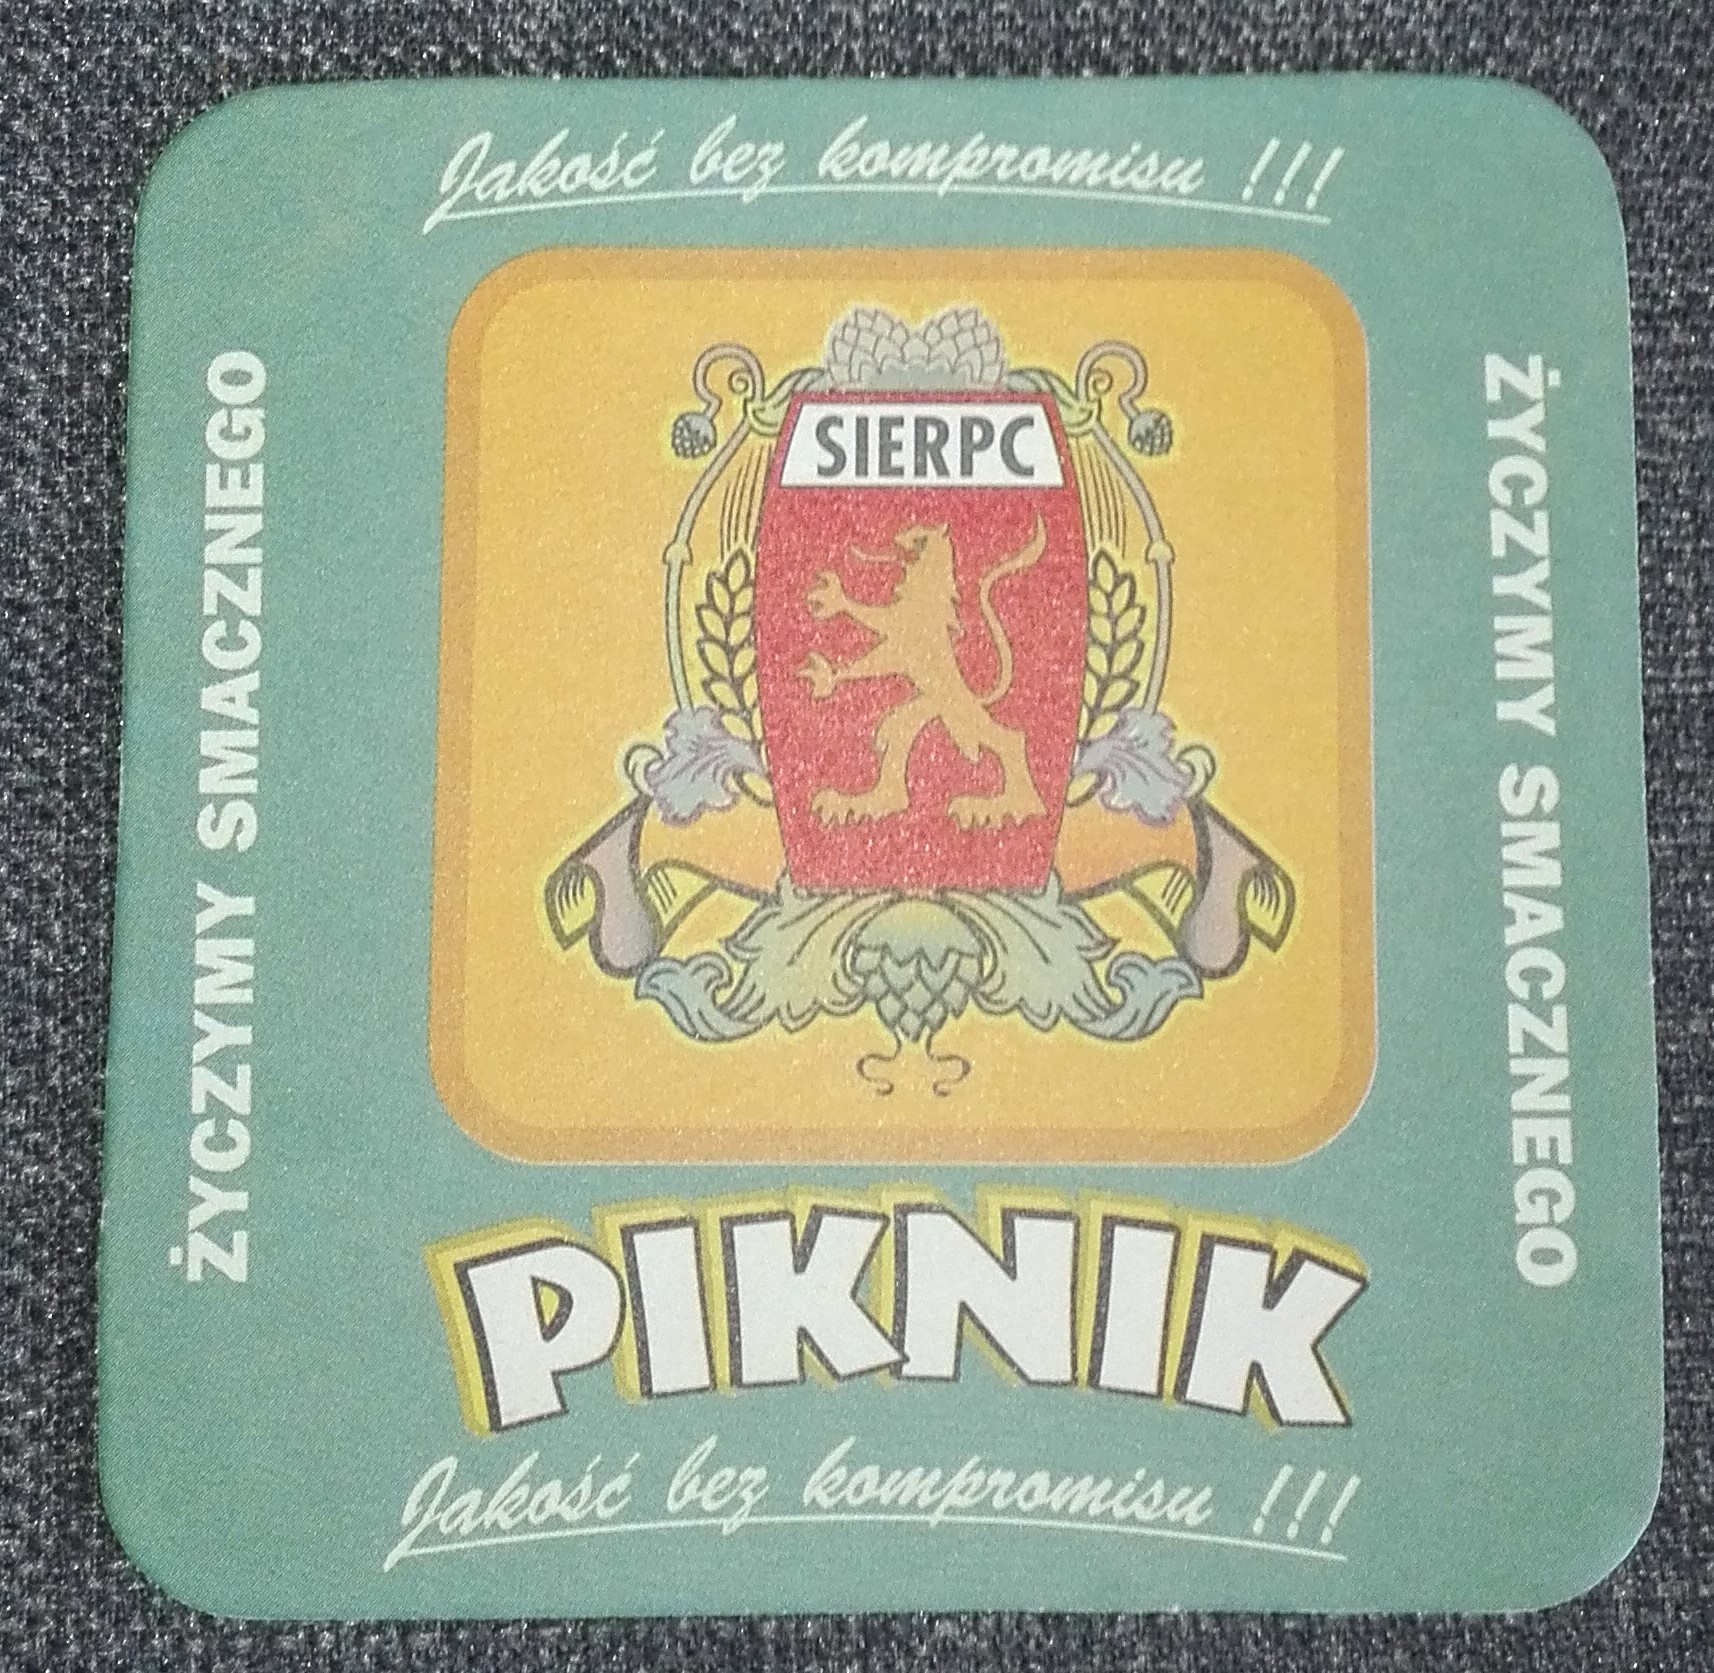 Jakość bez kompromisu !!!
ŻYCZYMY SMACZNEGO
SIERPC
ŻYCZYMY SMACZNEGO
PIKNIK
Jakość bez kompromisu !!!